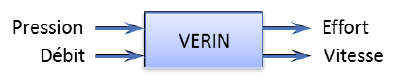 Pression
Débit
VERIN
Effort
Vitesse